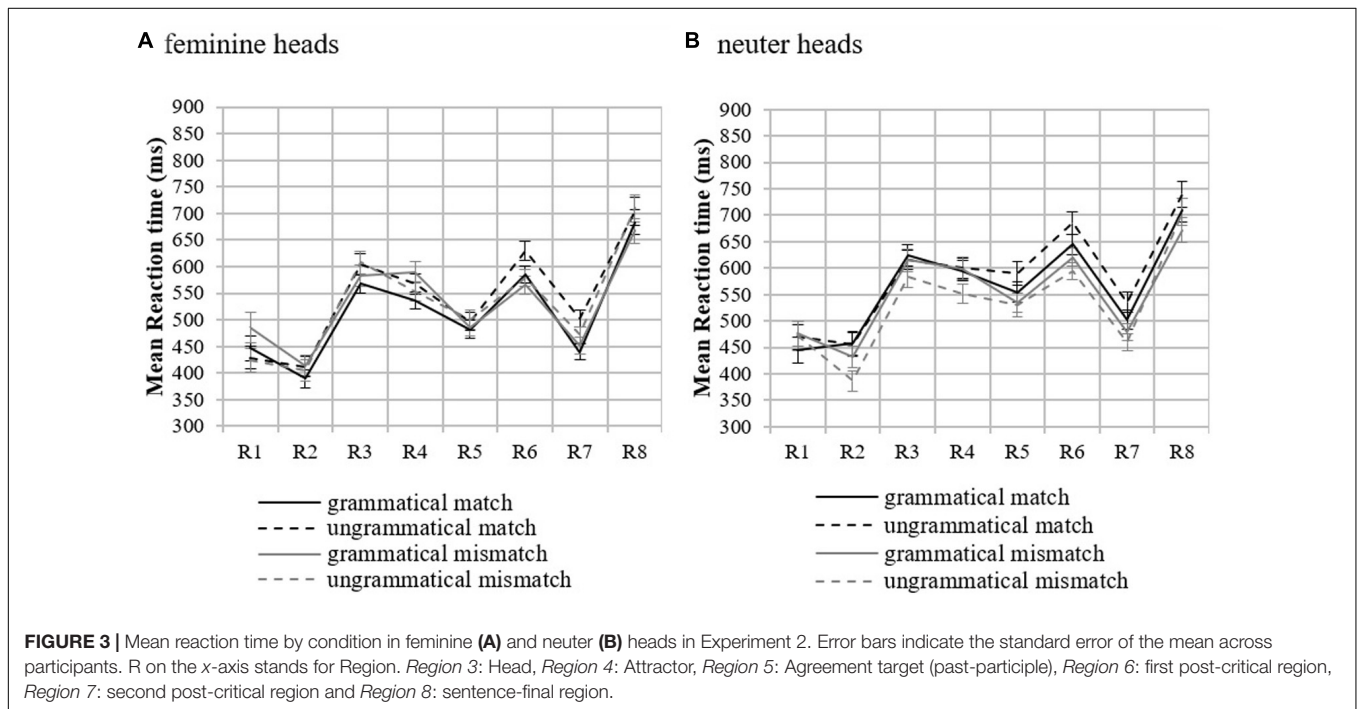 A feminine heads
B neuter heads
Mean Reaction time (ms)
900
850
800
750
700
650
600
550
500
450
400
350
300
R1 R2 R3 R4 R5 R6 R7 R8
grammatical match
ungrammatical match
grammatical mismatch
ungrammatical mismatch
Mean Reaction time (ms)
900
850
800
750
700
650
600
550
500
450
400
350
300
R1 R2 R3 R4 R5 R6 R7 R8
grammatical match
ungrammatical match
grammatical mismatch
ungrammatical mismatch
FIGURE 3 | Mean reaction time by condition in feminine (A) and neuter (B) heads in Experiment 2. Error bars indicate the standard error of the mean across
participants. R on the x-axis stands for Region. Region 3: Head, Region 4: Attractor, Region 5: Agreement target (past-participle), Region 6: first post-critical region,
Region 7: second post-critical region and Region 8: sentence-final region.